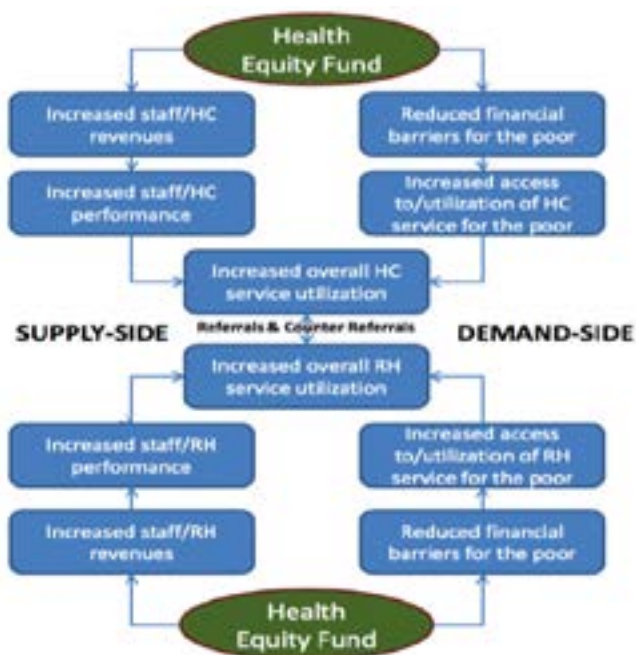 Health
Equity Fund
Increased staff/HC
revenues
Reduced financial
barriers for the poor
Increased staff/HC
performance
Increased access
to/utilization of HC
service for the poor
Increased overall HC
service utilization
SUPPLY-SIDE
Referrals & Counter Referrals
DEMAND-SIDE
Increased overall RH
service utilization
Increased staff/RH
performance
Increased access
to/utilization of RH
service for the poor
Increased staff/RH
revenues
Reduced financial
barriers for the poor
Health
Equity Fund